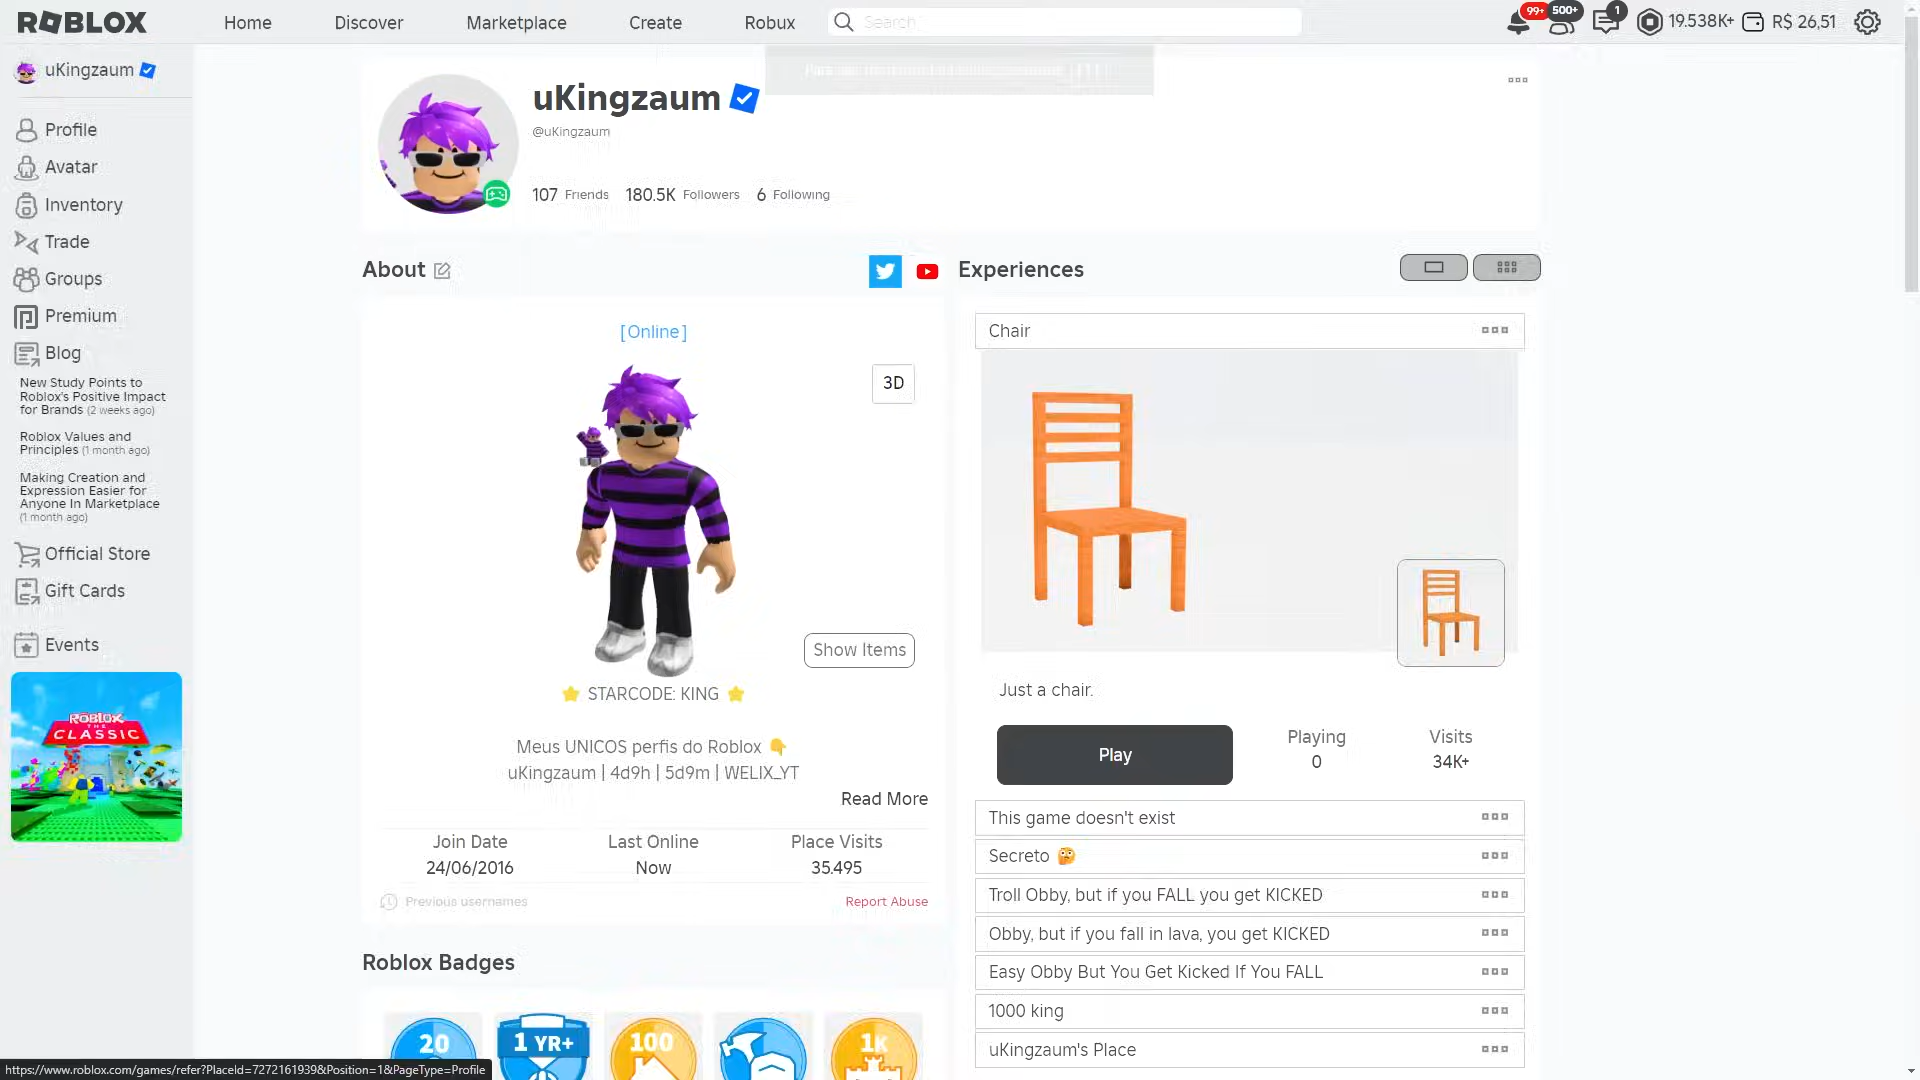 ROBLOX
Home
Discover
Marketplace
Create
Robux
Search
99+
500+
1
19.538K+
R$ 26,51
uKingzaum
Profile
Avatar
Inventory
Trade
Groups
Premium
Blog
New Study Points to
Roblox's Positive Impact
for Brands (2 weeks ago)
Roblox Values and
Principles (1 month ago)
Making Creation and
Expression Easier for
Anyone In Marketplace
(1 month ago)
Official Store
Gift Cards
Events
ROBLOX
THE
CLASSIC
uKingzaum
@uKingzaum
107 Friends 180.5K Followers 6 Following
About
[Online]
3D
Show Items
STARCODE: KING
Meus UNICOS perfis do Roblox 👇
uKingzaum | 4d9h | 5d9m | WELIX_YT
Read More
Join Date
24/06/2016
Last Online
Now
Place Visits
35.495
Previous usernames
Report Abuse
Roblox Badges
20
1 YR+
100
1K
Experiences
Chair
Just a chair.
Play
Playing
0
Visits
34K+
This game doesn't exist
Secreto 🤔
Troll Obby, but if you FALL you get KICKED
Obby, but if you fall in lava, you get KICKED
Easy Obby But You Get Kicked If You FALL
1000 king
uKingzaum's Place
https://www.roblox.com/games/refer?PlaceId=7272161939&Position=1&PageType=Profile